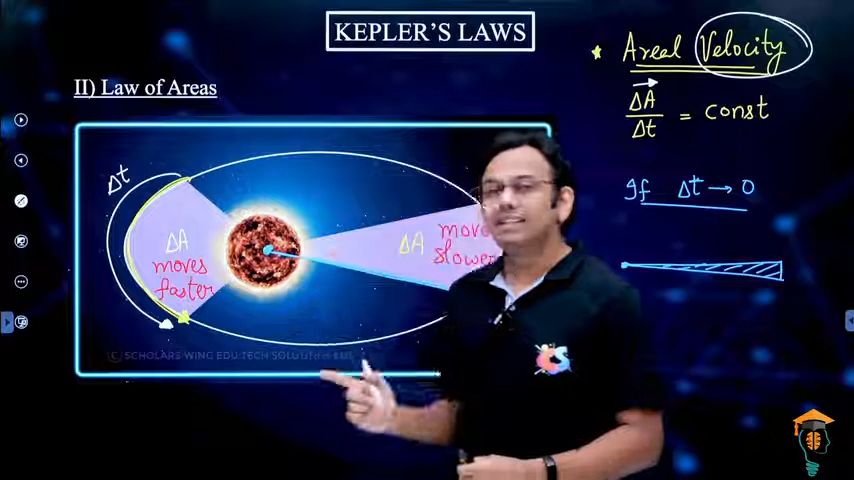 KEPLER'S LAWS
II) Law of Areas
* Areal Velocity
ΔA
Δt
= const
If Δt → 0
Δt
ΔA
moves
faster
ΔA
slower
© SCHOLARS WING EDU TECH SOLUTIONS
CS